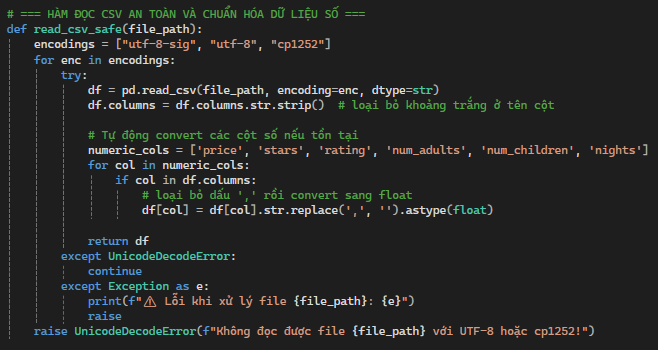 # === HÀM ĐỌC CSV AN TOÀN VÀ CHUẨN HÓA DỮ LIỆU SỐ ===
def read_csv_safe(file_path):
    encodings = ["utf-8-sig", "utf-8", "cp1252"]
    for enc in encodings:
        try:
            df = pd.read_csv(file_path, encoding=enc, dtype=str)
            df.columns = df.columns.str.strip()  # loại bỏ khoảng trắng ở tên cột

            # Tự động convert các cột số nếu tồn tại
            numeric_cols = ['price', 'stars', 'rating', 'num_adults', 'num_children', 'nights']
            for col in numeric_cols:
                if col in df.columns:
                    # loại bỏ dấu ',' rồi convert sang float
                    df[col] = df[col].str.replace(',', '').astype(float)

            return df
        except UnicodeDecodeError:
            continue
        except Exception as e:
            print(f"⚠ Lỗi khi xử lý file {file_path}: {e}")
            raise
    raise UnicodeDecodeError(f"Không đọc được file {file_path} với UTF-8 hoặc cp1252!")